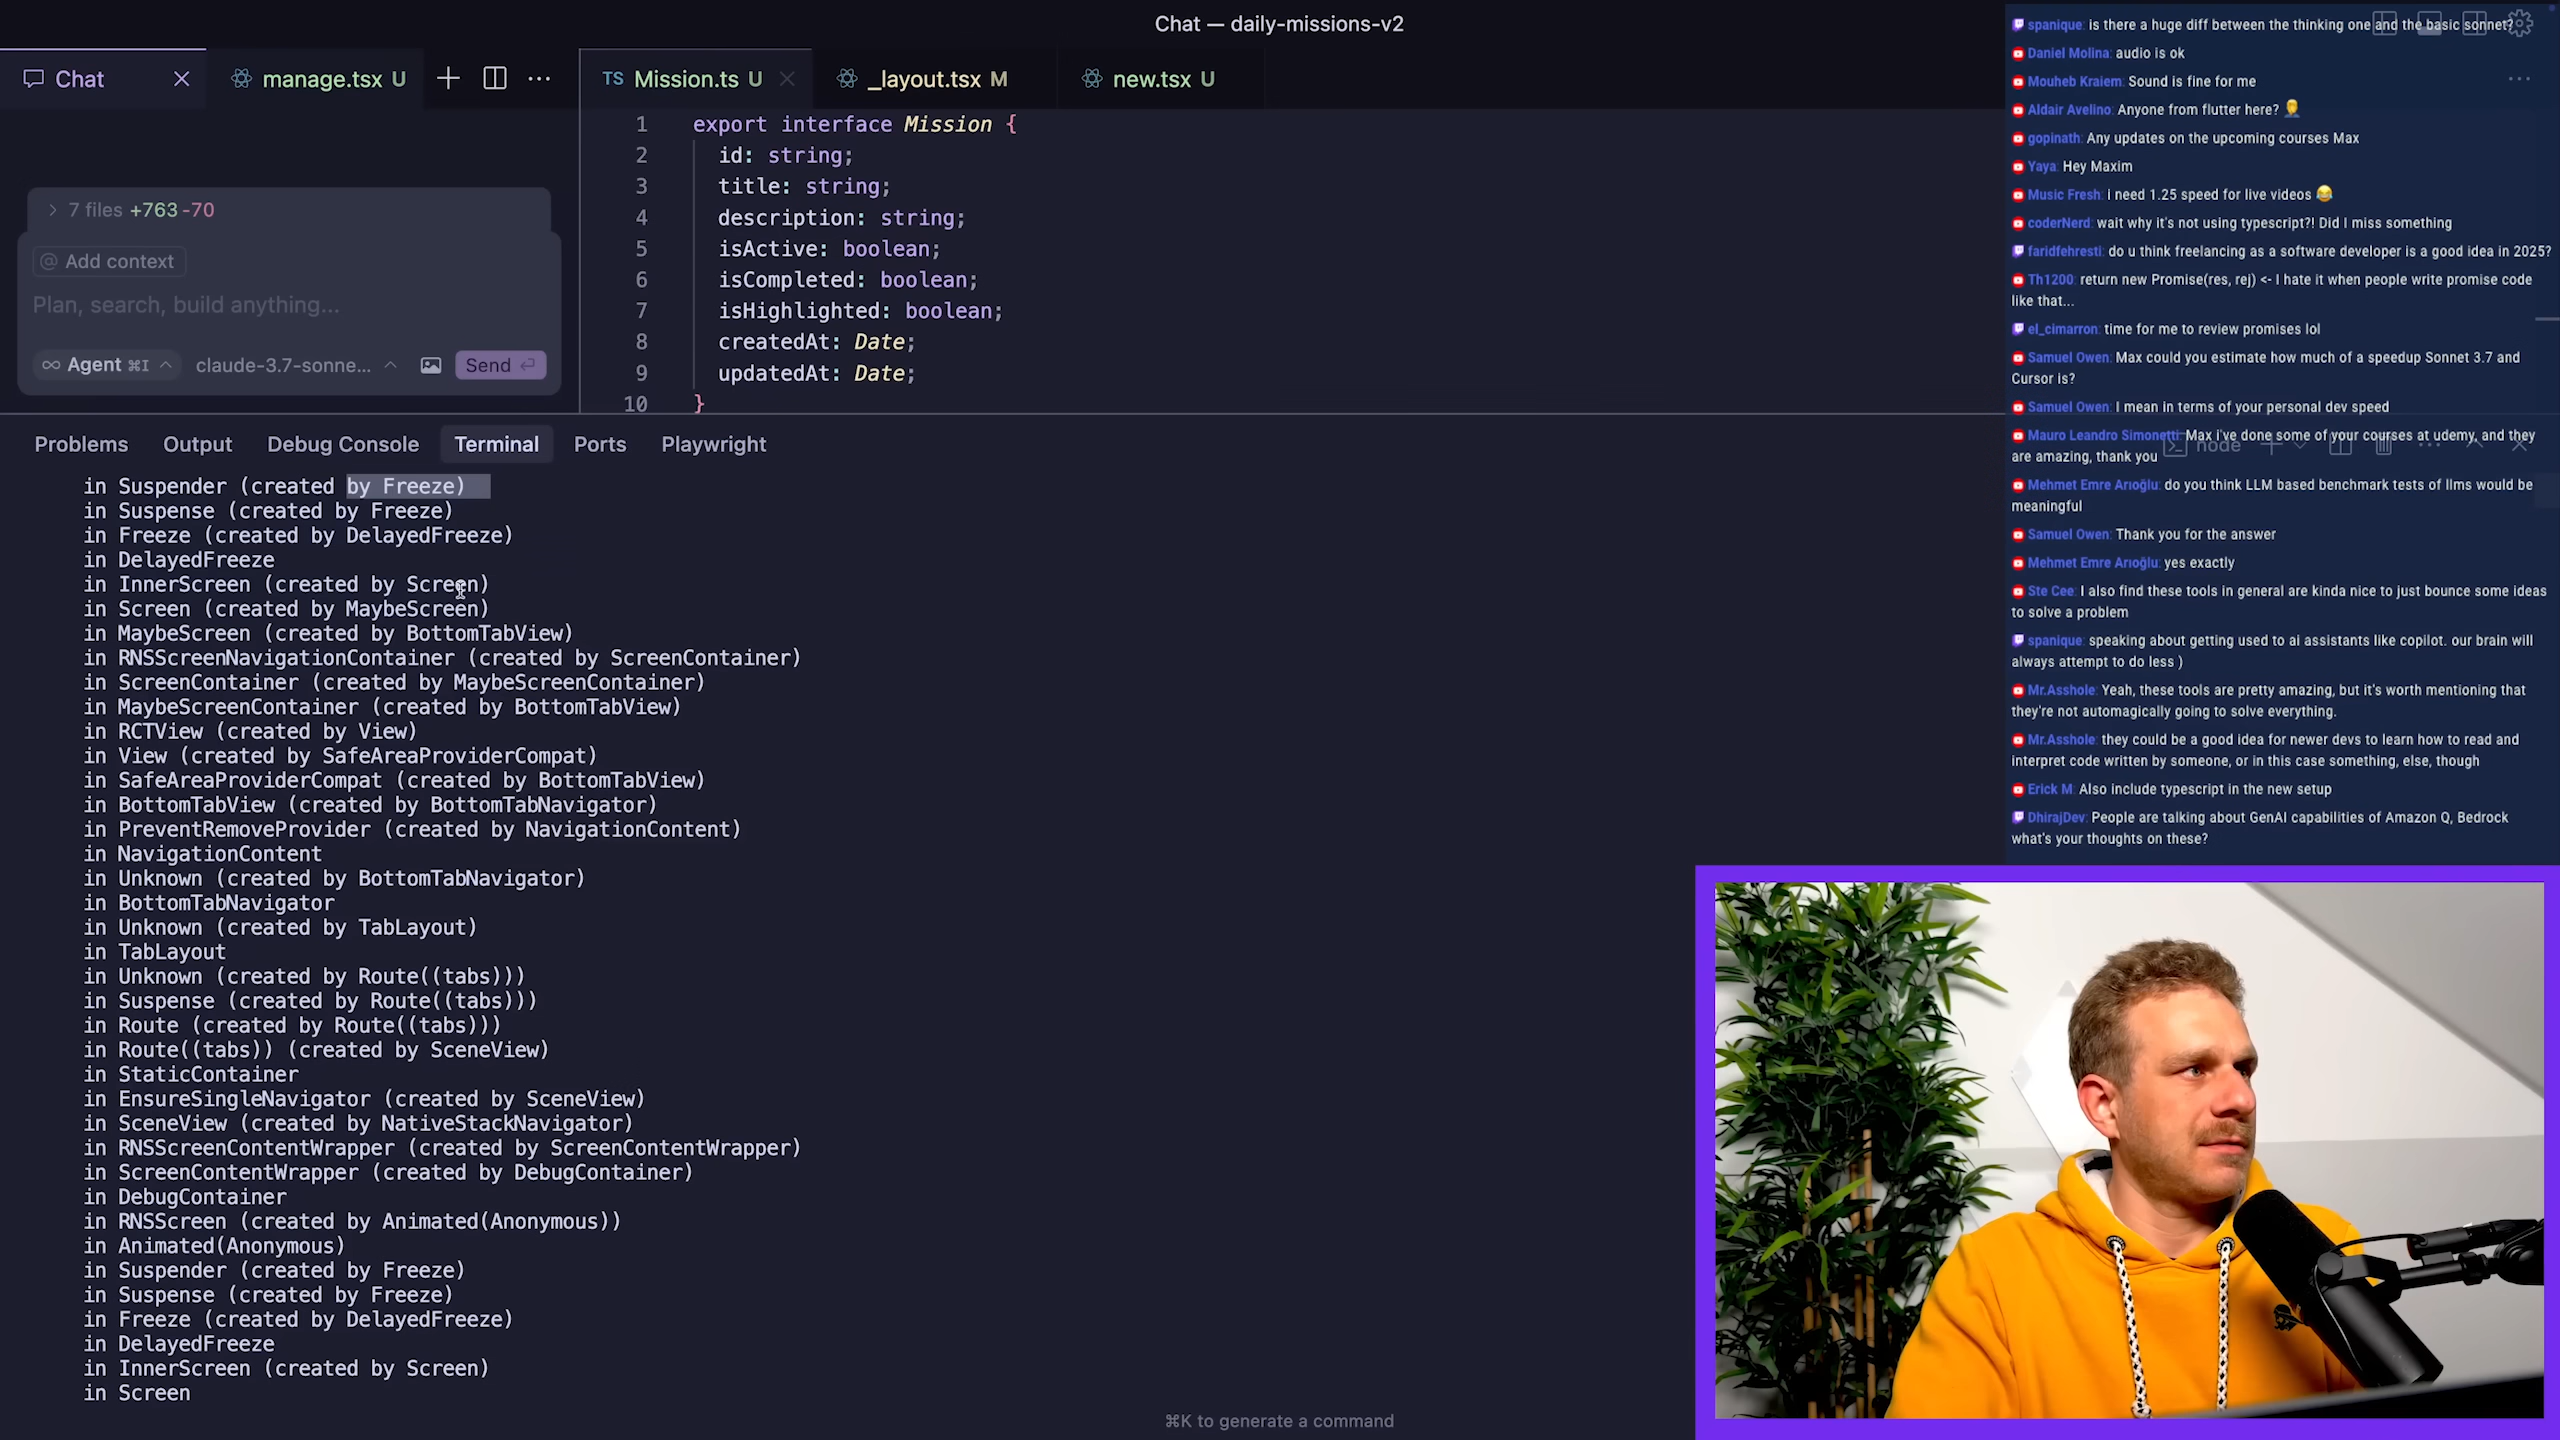 Chat — daily-missions-v2
Chat
manage.tsx U
TS Mission.ts U
_layout.tsx M
new.tsx U
7 files +763 -70
@ Add context
Plan, search, build anything...
∞ Agent ⌘I
claude-3.7-sonne...
Send
1 export interface Mission {
2 id: string;
3 title: string;
4 description: string;
5 isActive: boolean;
6 isCompleted: boolean;
7 isHighlighted: boolean;
8 createdAt: Date;
9 updatedAt: Date;
10 }
Problems Output Debug Console Terminal Ports Playwright
node
in Suspender (created by Freeze)
in Suspense (created by Freeze)
in Freeze (created by DelayedFreeze)
in DelayedFreeze
in InnerScreen (created by Screen)
in Screen (created by MaybeScreen)
in MaybeScreen (created by BottomTabView)
in RNSScreenNavigationContainer (created by ScreenContainer)
in ScreenContainer (created by MaybeScreenContainer)
in MaybeScreenContainer (created by BottomTabView)
in RCTView (created by View)
in View (created by SafeAreaProviderCompat)
in SafeAreaProviderCompat (created by BottomTabView)
in BottomTabView (created by BottomTabNavigator)
in PreventRemoveProvider (created by NavigationContent)
in NavigationContent
in Unknown (created by BottomTabNavigator)
in BottomTabNavigator
in Unknown (created by TabLayout)
in TabLayout
in Unknown (created by Route((tabs)))
in Suspense (created by Route((tabs)))
in Route (created by Route((tabs)))
in Route((tabs)) (created by SceneView)
in StaticContainer
in EnsureSingleNavigator (created by SceneView)
in SceneView (created by NativeStackNavigator)
in RNSScreenContentWrapper (created by ScreenContentWrapper)
in ScreenContentWrapper (created by DebugContainer)
in DebugContainer
in RNSScreen (created by Animated(Anonymous))
in Animated(Anonymous)
in Suspender (created by Freeze)
in Suspense (created by Freeze)
in Freeze (created by DelayedFreeze)
in DelayedFreeze
in InnerScreen (created by Screen)
in Screen
⌘K to generate a command
spanique: is there a huge diff between the thinking one and the basic sonnet?
Daniel Molina: audio is ok
Mouheb Kraiem: Sound is fine for me
Aldair Avelino: Anyone from flutter here? 🤦‍♂️
gopinath: Any updates on the upcoming courses Max
Yaya: Hey Maxim
Music Fresh: i need 1.25 speed for live videos 😂
coderNerd: wait why it's not using typescript?! Did I miss something
faridfehresti: do u think freelancing as a software developer is a good idea in 2025?
Th1200: return new Promise(res, rej) <- I hate it when people write promise code
like that...
el_cimarron: time for me to review promises lol
Samuel Owen: Max could you estimate how much of a speedup Sonnet 3.7 and
Cursor is?
Samuel Owen: I mean in terms of your personal dev speed
Mauro Leandro Simonetti: Max i've done some of your courses at udemy, and they
are amazing, thank you
Mehmet Emre Arıoğlu: do you think LLM based benchmark tests of llms would be
meaningful
Samuel Owen: Thank you for the answer
Mehmet Emre Arıoğlu: yes exactly
Ste Cee: I also find these tools in general are kinda nice to just bounce some ideas
to solve a problem
spanique: speaking about getting used to ai assistants like copilot. our brain will
always attempt to do less )
Mr.Asshole: Yeah, these tools are pretty amazing, but it's worth mentioning that
they're not automagically going to solve everything.
Mr.Asshole: they could be a good idea for newer devs to learn how to read and
interpret code written by someone, or in this case something, else, though
Erick M: Also include typescript in the new setup
DhirajDev: People are talking about GenAI capabilities of Amazon Q, Bedrock
what's your thoughts on these?